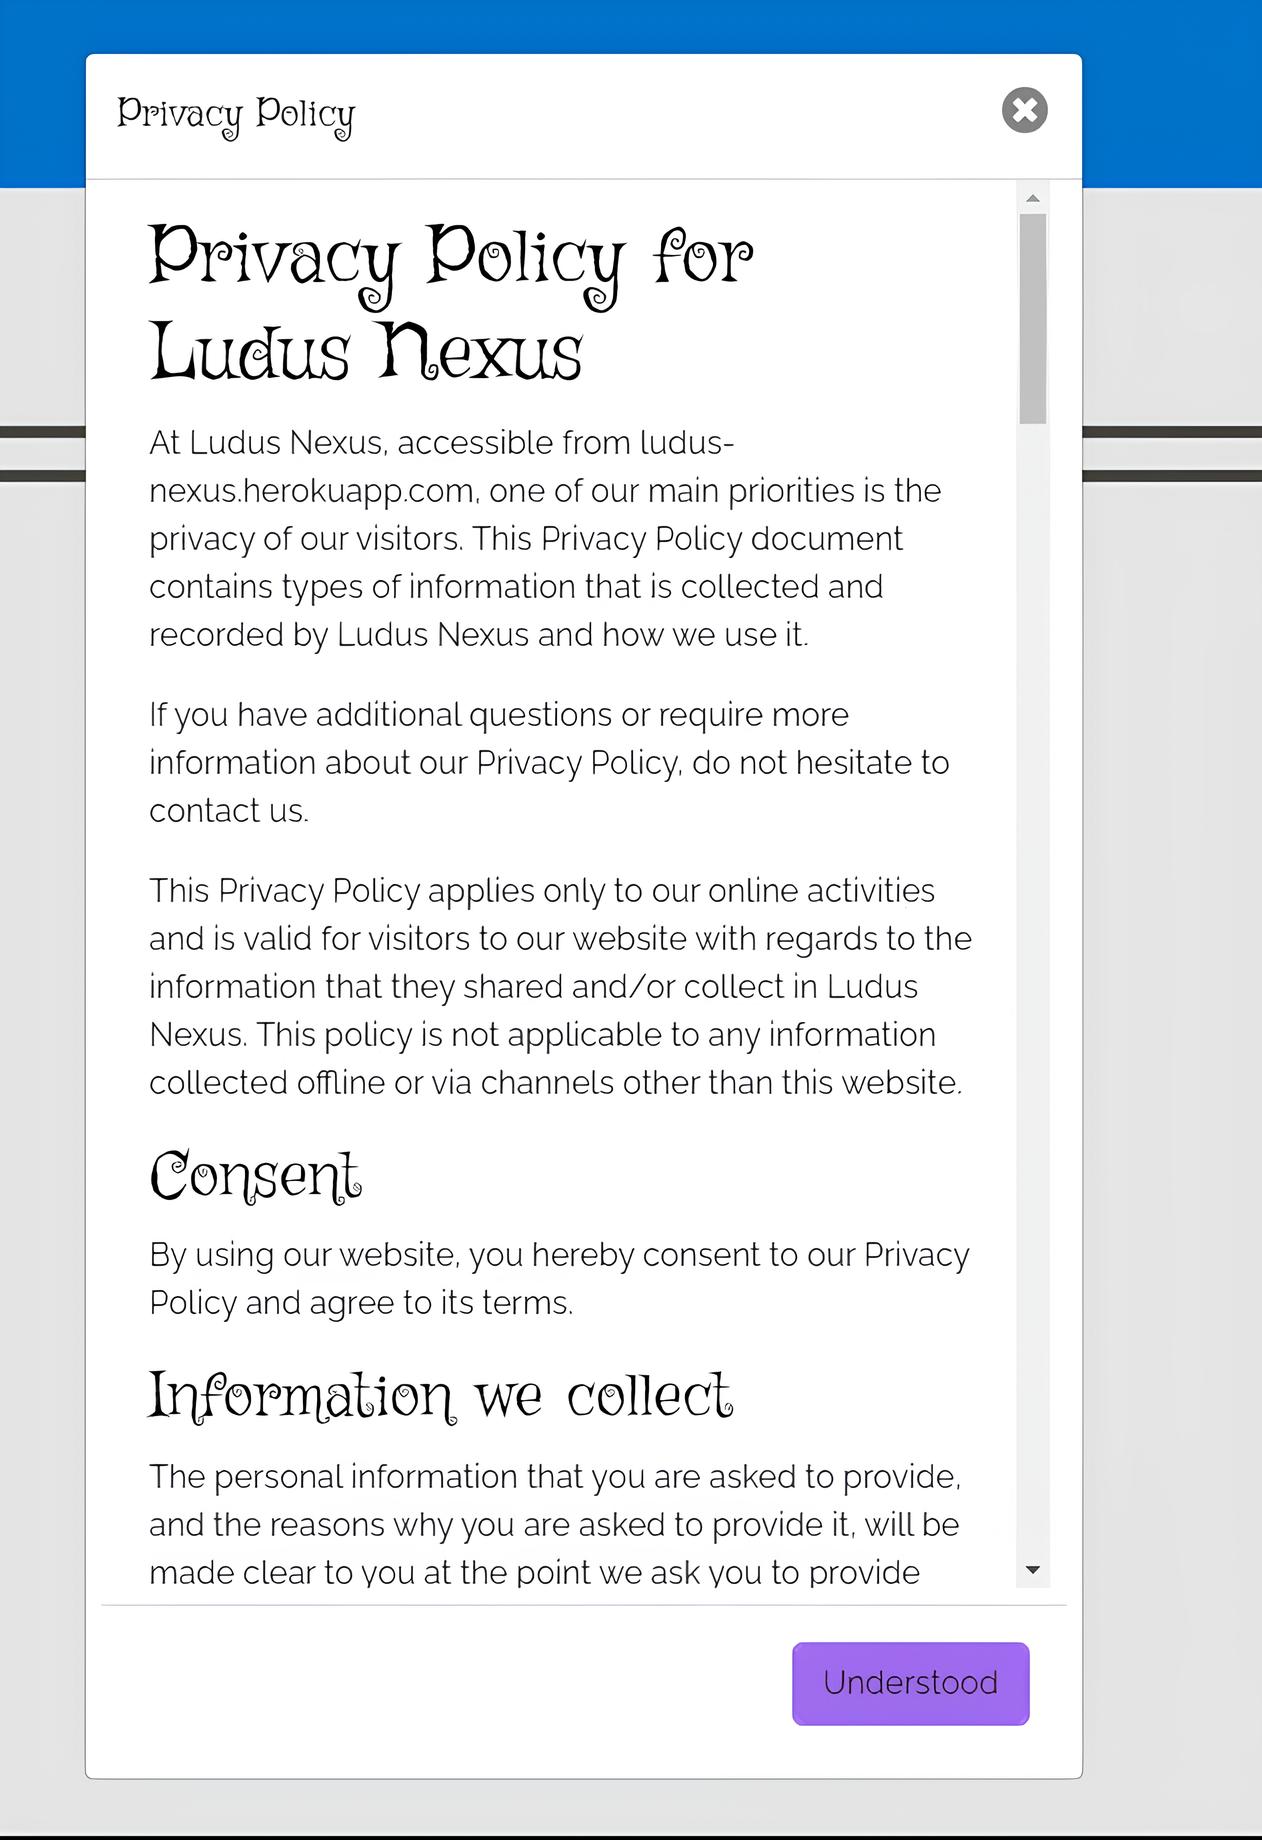 Privacy Policy
Privacy Policy for
Ludus Nexus
At Ludus Nexus, accessible from ludus-
nexus.herokuapp.com, one of our main priorities is the
privacy of our visitors. This Privacy Policy document
contains types of information that is collected and
recorded by Ludus Nexus and how we use it.
If you have additional questions or require more
information about our Privacy Policy, do not hesitate to
contact us.
This Privacy Policy applies only to our online activities
and is valid for visitors to our website with regards to the
information that they shared and/or collect in Ludus
Nexus. This policy is not applicable to any information
collected offline or via channels other than this website.
Consent
By using our website, you hereby consent to our Privacy
Policy and agree to its terms.
Information we collect
The personal information that you are asked to provide,
and the reasons why you are asked to provide it, will be
made clear to you at the point we ask you to provide
Understood